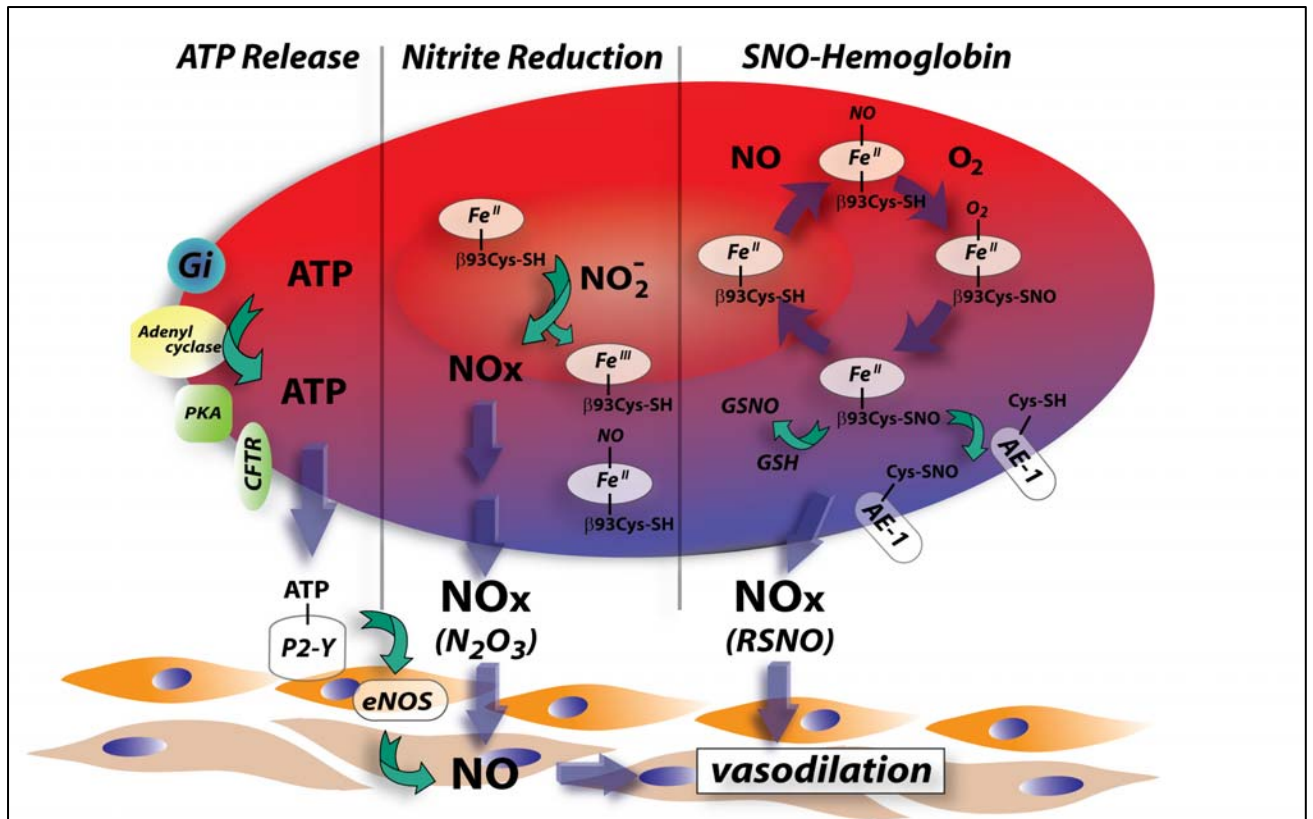 ATP Release
Nitrite Reduction
SNO-Hemoglobin
Gi
ATP
Adenyl
cyclase
ATP
PKA
CFTR
ATP
P2-Y
eNOS
Fe^II
β93Cys-SH
NO₂⁻
NOx
Fe^III
β93Cys-SH
NO
Fe^II
β93Cys-SH
NOx
(N₂O₃)
NO
NO
NO
Fe^II
β93Cys-SH
O₂
O₂
Fe^II
β93Cys-SNO
Fe^II
β93Cys-SH
Fe^II
β93Cys-SNO
GSNO
GSH
Cys-SH
AE-1
Cys-SNO
AE-1
NOx
(RSNO)
vasodilation